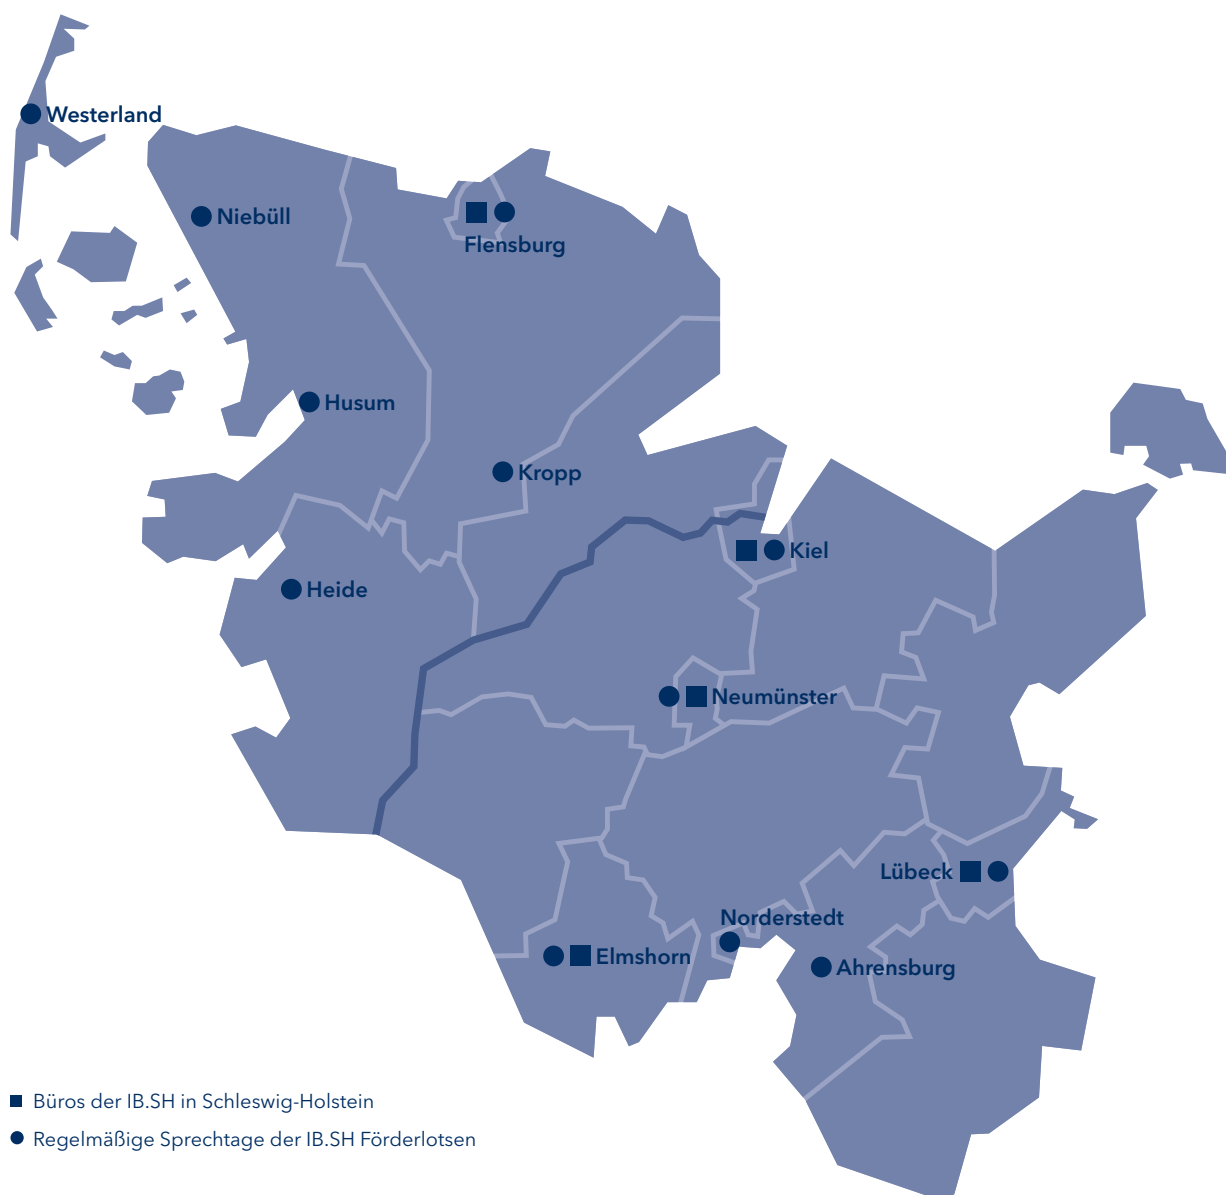 Westerland
Niebüll
Flensburg
Husum
Kropp
Kiel
Heide
Neumünster
Lübeck
Norderstedt
Elmshorn
Ahrensburg
Büros der IB.SH in Schleswig-Holstein
Regelmäßige Sprechtage der IB.SH Förderlotsen